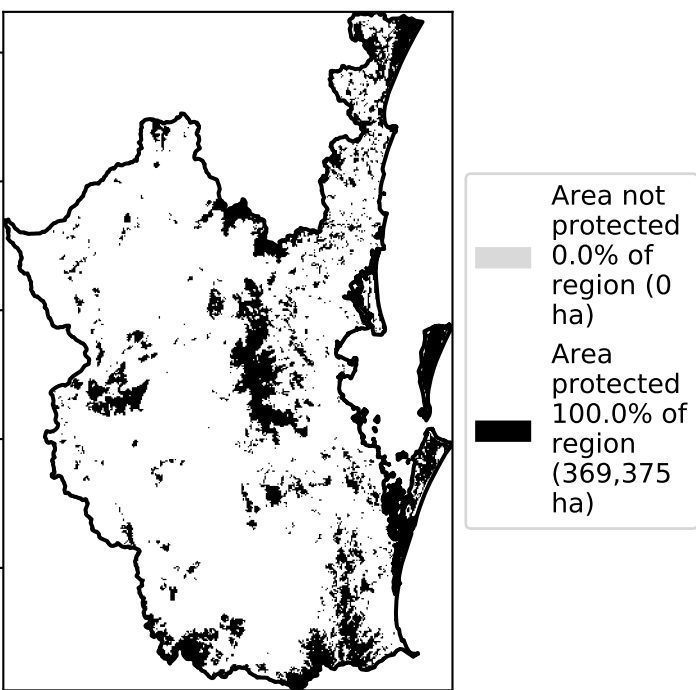 Area not
protected
0.0% of
region (0
ha)
Area
protected
100.0% of
region
(369,375
ha)